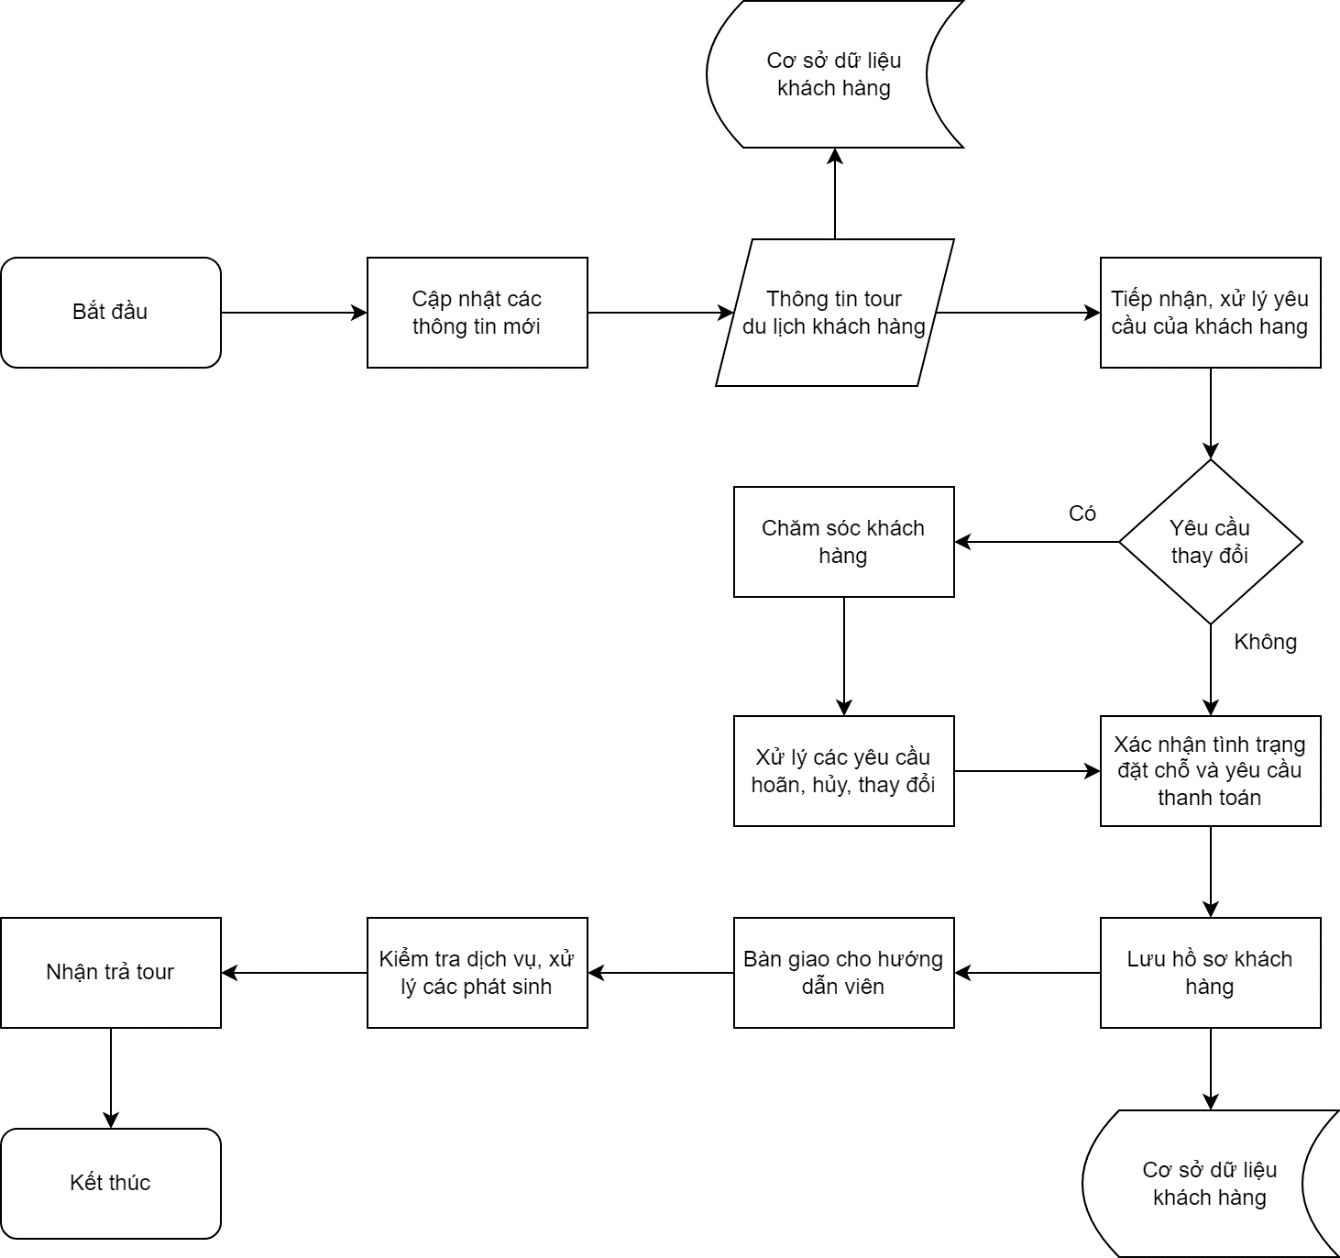 Cơ sở dữ liệu
khách hàng
Bắt đầu
Cập nhật các
thông tin mới
Thông tin tour
du lịch khách hàng
Tiếp nhận, xử lý yêu
cầu của khách hang
Chăm sóc khách
hàng
Có
Yêu cầu
thay đổi
Không
Xử lý các yêu cầu
hoãn, hủy, thay đổi
Xác nhận tình trạng
đặt chỗ và yêu cầu
thanh toán
Nhận trả tour
Kiểm tra dịch vụ, xử
lý các phát sinh
Bàn giao cho hướng
dẫn viên
Lưu hồ sơ khách
hàng
Kết thúc
Cơ sở dữ liệu
khách hàng